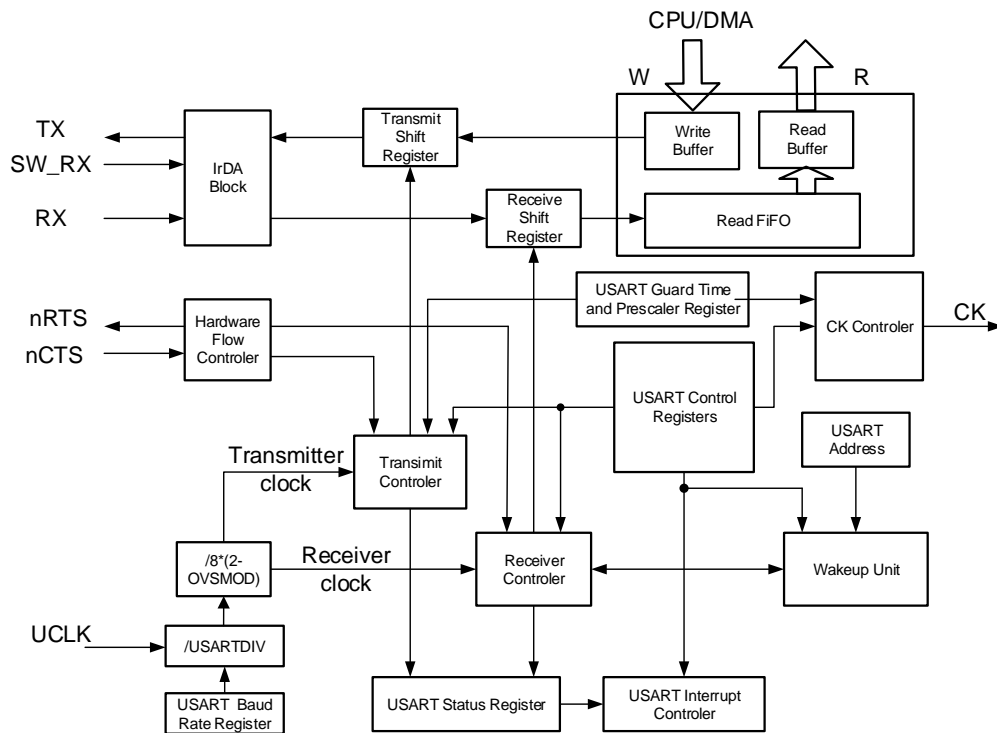 CPU/DMA
W
R
TX
SW_RX
RX
IrDA
Block
Transmit
Shift
Register
Write
Buffer
Read
Buffer
Receive
Shift
Register
Read FiFO
nRTS
nCTS
Hardware
Flow
Controler
USART Guard Time
and Prescaler Register
CK Controler
CK
USART Control
Registers
USART
Address
Transmitter
clock
Transimit
Controler
/8*(2-
OVSMOD)
Receiver
clock
Receiver
Controler
Wakeup Unit
UCLK
/USARTDIV
USART Baud
Rate Register
USART Status Register
USART Interrupt
Controler